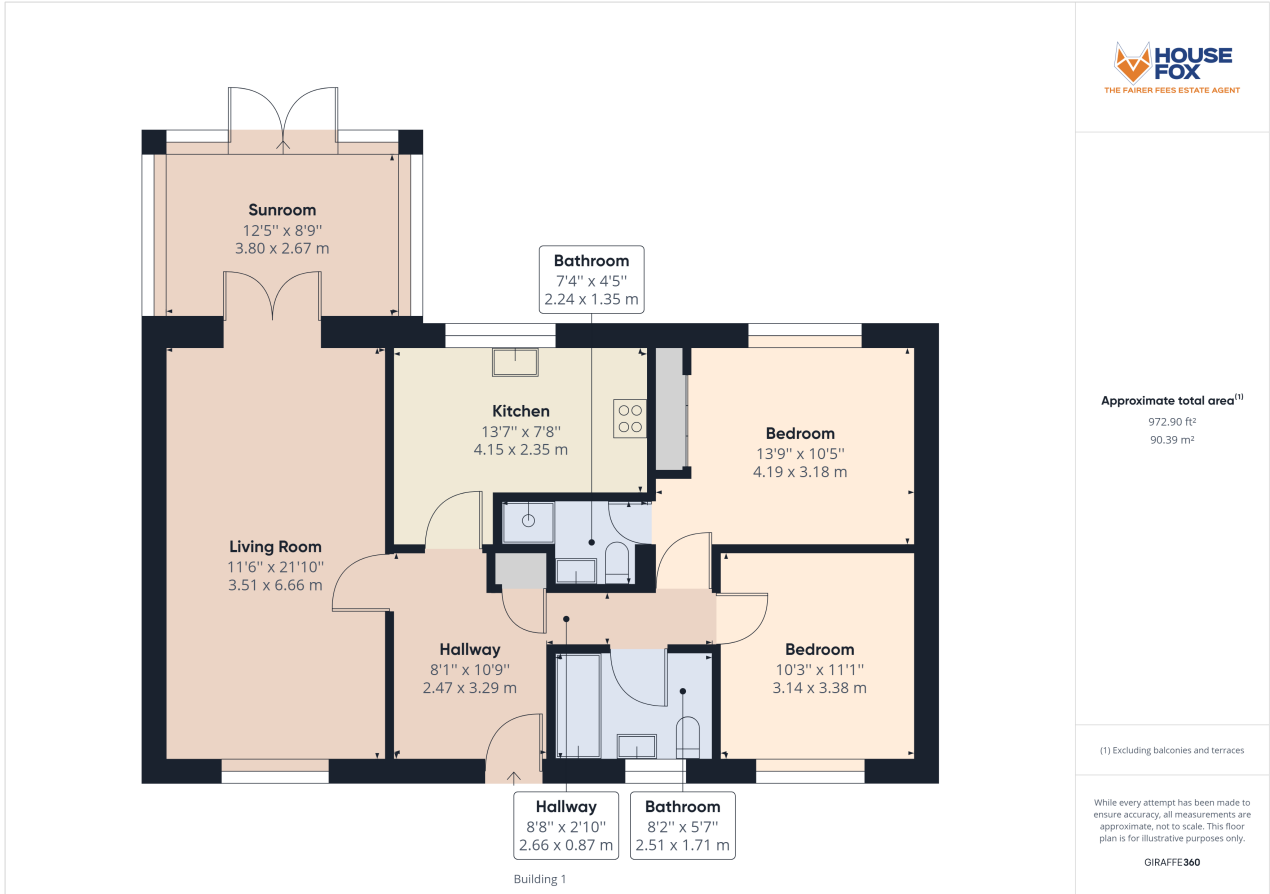 HOUSE
FOX
THE FAIRER FEES ESTATE AGENT
Sunroom
12'5'' x 8'9''
3.80 x 2.67 m
Bathroom
7'4'' x 4'5''
2.24 x 1.35 m
Kitchen
13'7'' x 7'8''
4.15 x 2.35 m
Bedroom
13'9'' x 10'5''
4.19 x 3.18 m
Living Room
11'6'' x 21'10''
3.51 x 6.66 m
Hallway
8'1'' x 10'9''
2.47 x 3.29 m
Bedroom
10'3'' x 11'1''
3.14 x 3.38 m
Hallway
8'8'' x 2'10''
2.66 x 0.87 m
Bathroom
8'2'' x 5'7''
2.51 x 1.71 m
Building 1
Approximate total area(1)
972.90 ft²
90.39 m²
(1) Excluding balconies and terraces
While every attempt has been made to
ensure accuracy, all measurements are
approximate, not to scale. This floor
plan is for illustrative purposes only.
GIRAFFE360